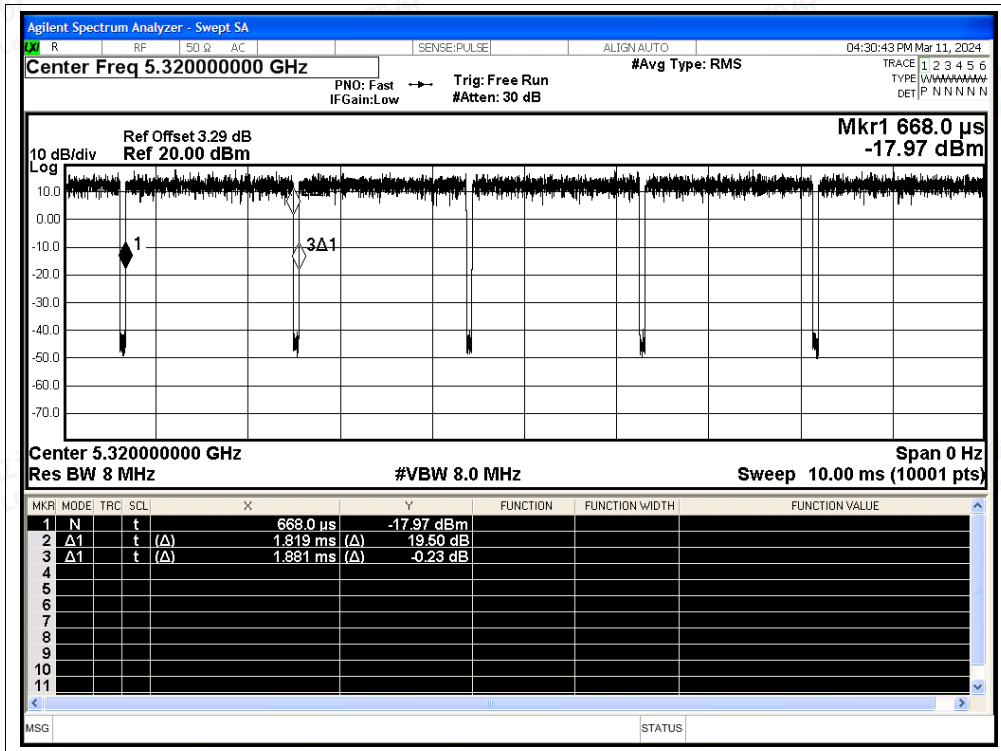 Agilent Spectrum Analyzer - Swept SA
LXI R RF 50 Ω AC SENSE:PULSE ALIGN AUTO 04:30:43 PM Mar 11, 2024
Center Freq 5.320000000 GHz #Avg Type: RMS TRACE 1 2 3 4 5 6
PNO: Fast Trig: Free Run TYPE WWWWWW
IFGain:Low #Atten: 30 dB DET P N N N N N
Mkr1 668.0 µs
Ref Offset 3.29 dB
10 dB/div Ref 20.00 dBm -17.97 dBm
Log
10.0
0.00
-10.0 1 3Δ1
-20.0
-30.0
-40.0
-50.0
-60.0
-70.0
Center 5.320000000 GHz Span 0 Hz
Res BW 8 MHz #VBW 8.0 MHz Sweep 10.00 ms (10001 pts)
MKR MODE TRC SCL X Y FUNCTION FUNCTION WIDTH FUNCTION VALUE
1 N t 668.0 µs -17.97 dBm
2 Δ1 t (Δ) 1.819 ms (Δ) 19.50 dB
3 Δ1 t (Δ) 1.881 ms (Δ) -0.23 dB
4
5
6
7
8
9
10
11
MSG STATUS